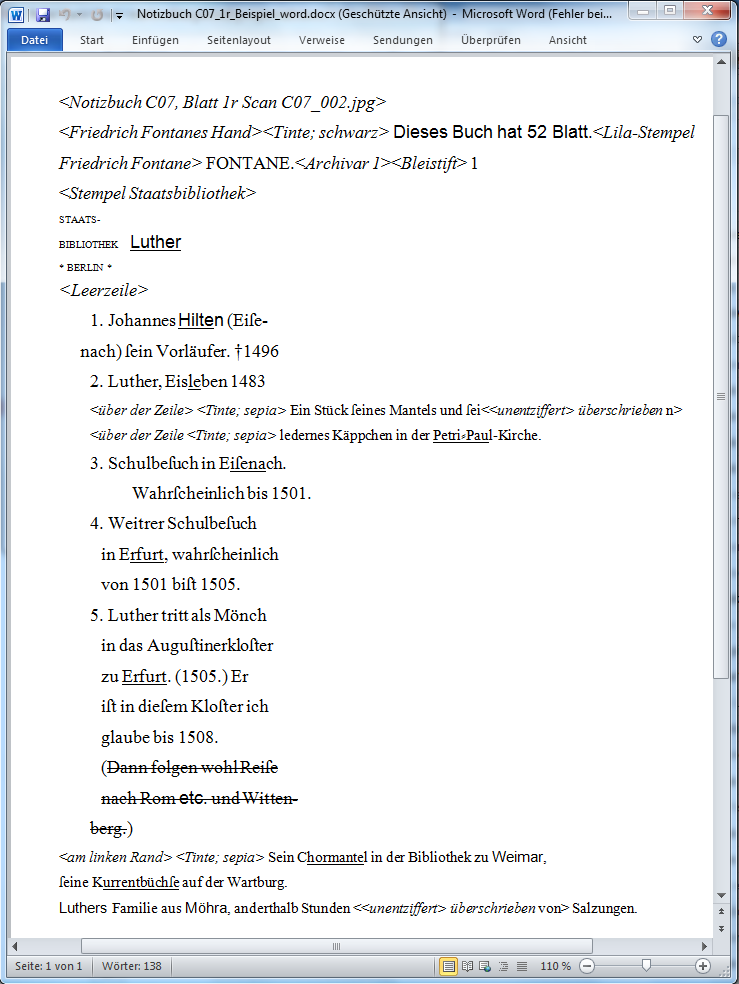 Notizbuch C07_1r_Beispiel_word.docx (Geschützte Ansicht) - Microsoft Word (Fehler bei...
Datei Start Einfügen Seitenlayout Verweise Sendungen Überprüfen Ansicht
<Notizbuch C07, Blatt 1r Scan C07_002.jpg>
<Friedrich Fontanes Hand><Tinte; schwarz> Dieses Buch hat 52 Blatt.<Lila-Stempel
Friedrich Fontane> FONTANE.<Archivar 1><Bleistift> 1
<Stempel Staatsbibliothek>
STAATS-
BIBLIOTHEK Luther
* BERLIN *
<Leerzeile>
1. Johannes Hilten (Eiſe-
nach) ſein Vorläufer. †1496
2. Luther, Eisleben 1483
<über der Zeile> <Tinte; sepia> Ein Stück ſeines Mantels und ſei<<unentziffert> überschrieben n>
<über der Zeile <Tinte; sepia> ledernes Käppchen in der Petri⸗Paul-Kirche.
3. Schulbeſuch in Eiſenach.
Wahrſcheinlich bis 1501.
4. Weitrer Schulbeſuch
in Erfurt, wahrſcheinlich
von 1501 biſt 1505.
5. Luther tritt als Mönch
in das Auguſtinerkloſter
zu Erfurt. (1505.) Er
iſt in dieſem Kloſter ich
glaube bis 1508.
(Dann folgen wohl Reiſe
nach Rom etc. und Witten-
berg.)
<am linken Rand> <Tinte; sepia> Sein Chormantel in der Bibliothek zu Weimar,
ſeine Kurrentbüchſe auf der Wartburg.
Luthers Familie aus Möhra, anderthalb Stunden <<unentziffert> überschrieben von> Salzungen.
Seite: 1 von 1 Wörter: 138 110 %